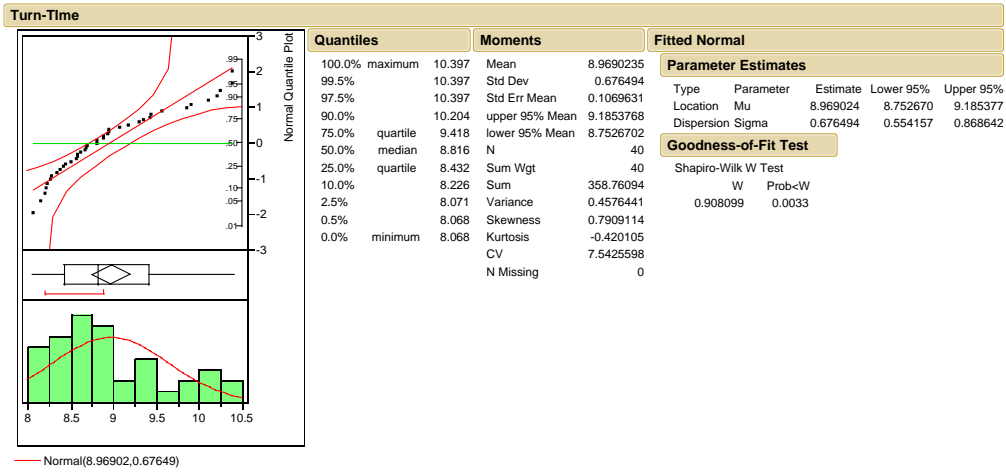 Turn-TIme
Normal Quantile Plot
3
2
1
0
-1
-2
-3
.99
.95
.90
.75
.50
.25
.10
.05
.01
8 8.5 9 9.5 10 10.5
Normal(8.96902,0.67649)
Quantiles
100.0% maximum 10.397
99.5% 10.397
97.5% 10.397
90.0% 10.204
75.0% quartile 9.418
50.0% median 8.816
25.0% quartile 8.432
10.0% 8.226
2.5% 8.071
0.5% 8.068
0.0% minimum 8.068
Moments
Mean 8.9690235
Std Dev 0.676494
Std Err Mean 0.1069631
upper 95% Mean 9.1853768
lower 95% Mean 8.7526702
N 40
Sum Wgt 40
Sum 358.76094
Variance 0.4576441
Skewness 0.7909114
Kurtosis -0.420105
CV 7.5425598
N Missing 0
Fitted Normal
Parameter Estimates
Type Parameter Estimate Lower 95% Upper 95%
Location Mu 8.969024 8.752670 9.185377
Dispersion Sigma 0.676494 0.554157 0.868642
Goodness-of-Fit Test
Shapiro-Wilk W Test
W Prob<W
0.908099 0.0033